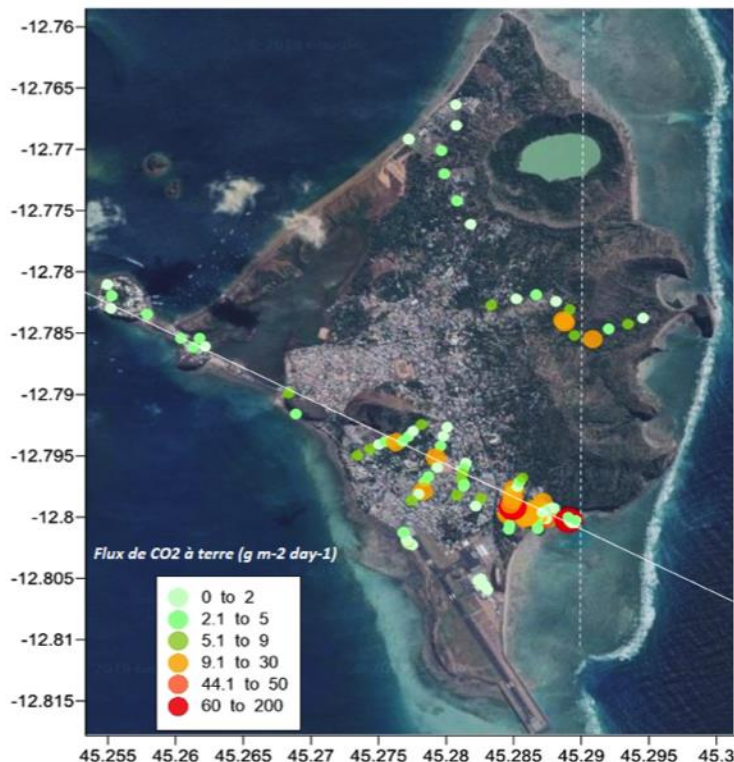 -12.76
-12.765
-12.77
-12.775
-12.78
-12.785
-12.79
-12.795
-12.8
-12.805
-12.81
-12.815
Flux de CO2 à terre (g m-2 day-1)
0 to 2
2.1 to 5
5.1 to 9
9.1 to 30
44.1 to 50
60 to 200
45.255 45.26 45.265 45.27 45.275 45.28 45.285 45.29 45.295 45.3